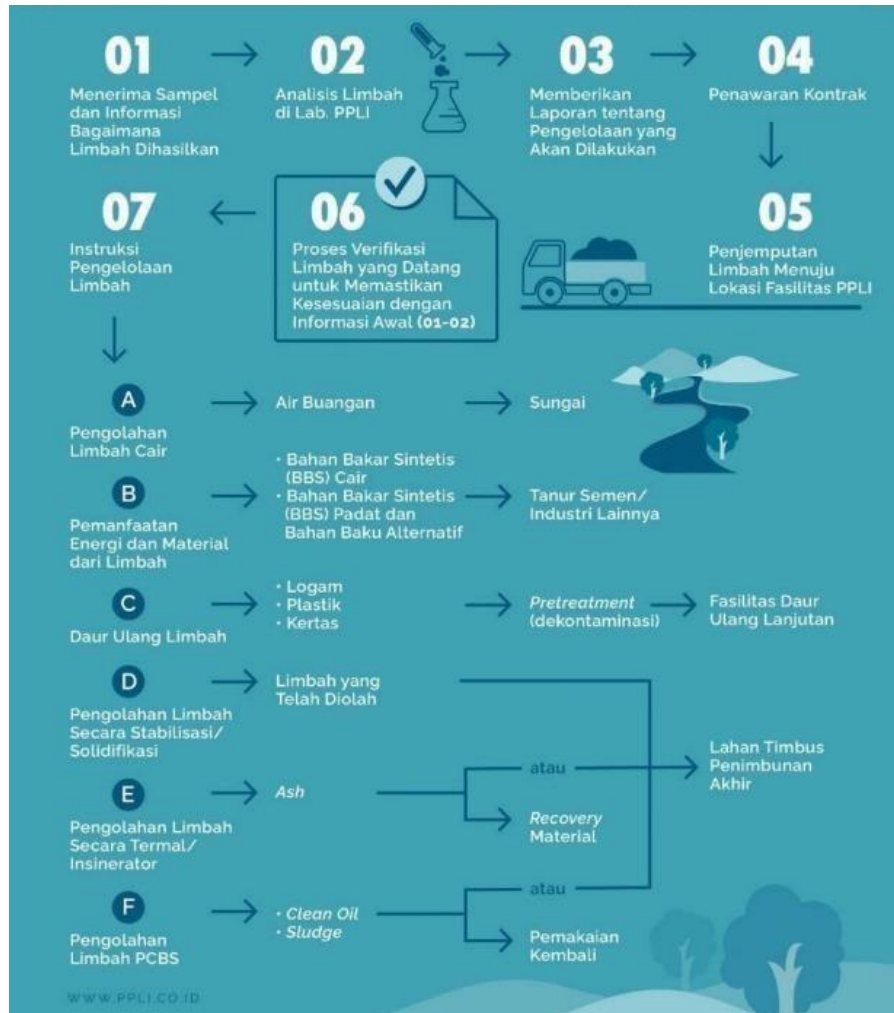 01
Menerima Sampel
dan Informasi
Bagaimana
Limbah Dihasilkan
02
Analisis Limbah
di Lab. PPLI
03
Memberikan
Laporan tentang
Pengelolaan yang
Akan Dilakukan
04
Penawaran Kontrak
05
Penjemputan
Limbah Menuju
Lokasi Fasilitas PPLI
06
Proses Verifikasi
Limbah yang Datang
untuk Memastikan
Kesesuaian dengan
Informasi Awal (01-02)
07
Instruksi
Pengelolaan
Limbah
A
Pengolahan
Limbah Cair
Air Buangan
Sungai
B
Pemanfaatan
Energi dan Material
dari Limbah
• Bahan Bakar Sintetis
(BBS) Cair
• Bahan Bakar Sintetis
(BBS) Padat dan
Bahan Baku Alternatif
Tanur Semen/
Industri Lainnya
C
Daur Ulang Limbah
• Logam
• Plastik
• Kertas
Pretreatment
(dekontaminasi)
Fasilitas Daur
Ulang Lanjutan
D
Pengolahan Limbah
Secara Stabilisasi/
Solidifikasi
Limbah yang
Telah Diolah
Lahan Timbus
Penimbunan
Akhir
E
Pengolahan Limbah
Secara Termal/
Insinerator
Ash
atau
Recovery
Material
F
Pengolahan
Limbah PCBS
• Clean Oil
• Sludge
atau
Pemakaian
Kembali
WWW.PPLI.CO.ID